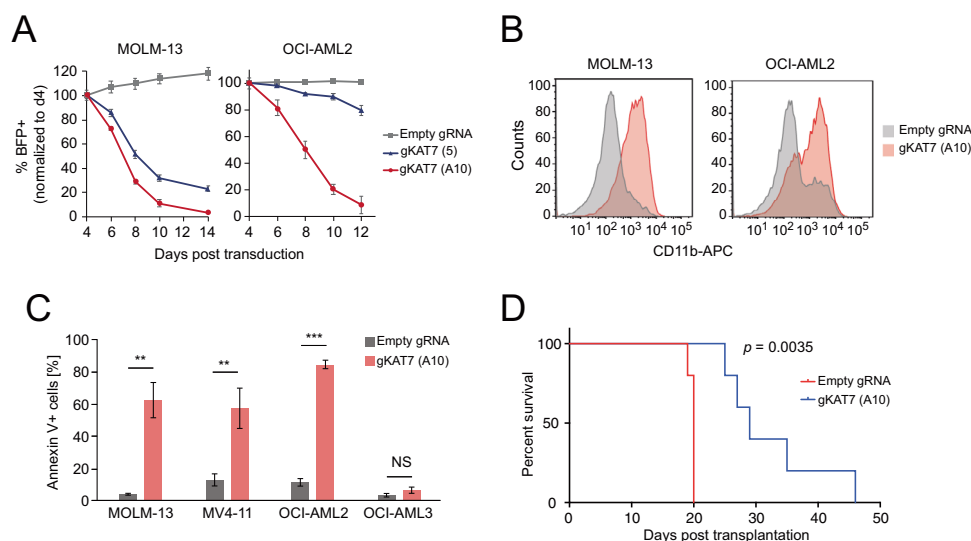 A
MOLM-13
OCI-AML2
% BFP+
(normalized to d4)
120
100
80
60
40
20
0
4 6 8 10 12 14
100
80
60
40
20
0
4 6 8 10 12
Days post transduction
Empty gRNA
gKAT7 (5)
gKAT7 (A10)
B
MOLM-13
OCI-AML2
Counts
100
80
60
40
20
0
10¹ 10² 10³ 10⁴ 10⁵
100
80
60
40
20
0
10¹ 10² 10³ 10⁴ 10⁵
CD11b-APC
Empty gRNA
gKAT7 (A10)
C
Annexin V+ cells [%]
100
80
60
40
20
0
** ** *** NS
MOLM-13 MV4-11 OCI-AML2 OCI-AML3
Empty gRNA
gKAT7 (A10)
D
Percent survival
100
50
0
0 10 20 30 40 50
Days post transplantation
p = 0.0035
Empty gRNA
gKAT7 (A10)